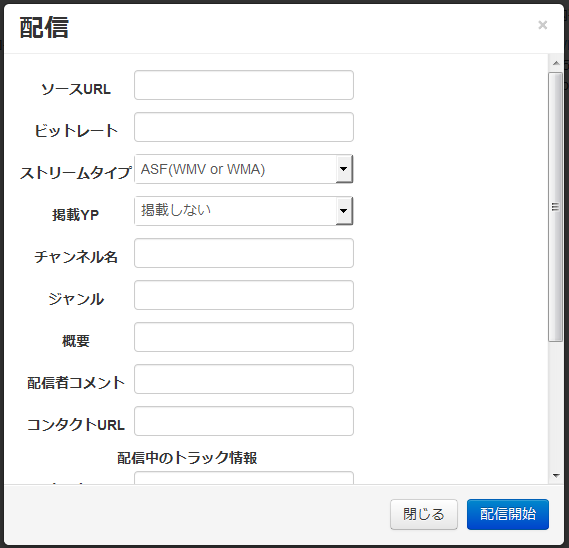 配信
×
ソースURL
ビットレート
ストリームタイプ ASF(WMV or WMA)
掲載YP 掲載しない
チャンネル名
ジャンル
概要
配信者コメント
コンタクトURL
配信中のトラック情報
閉じる 配信開始